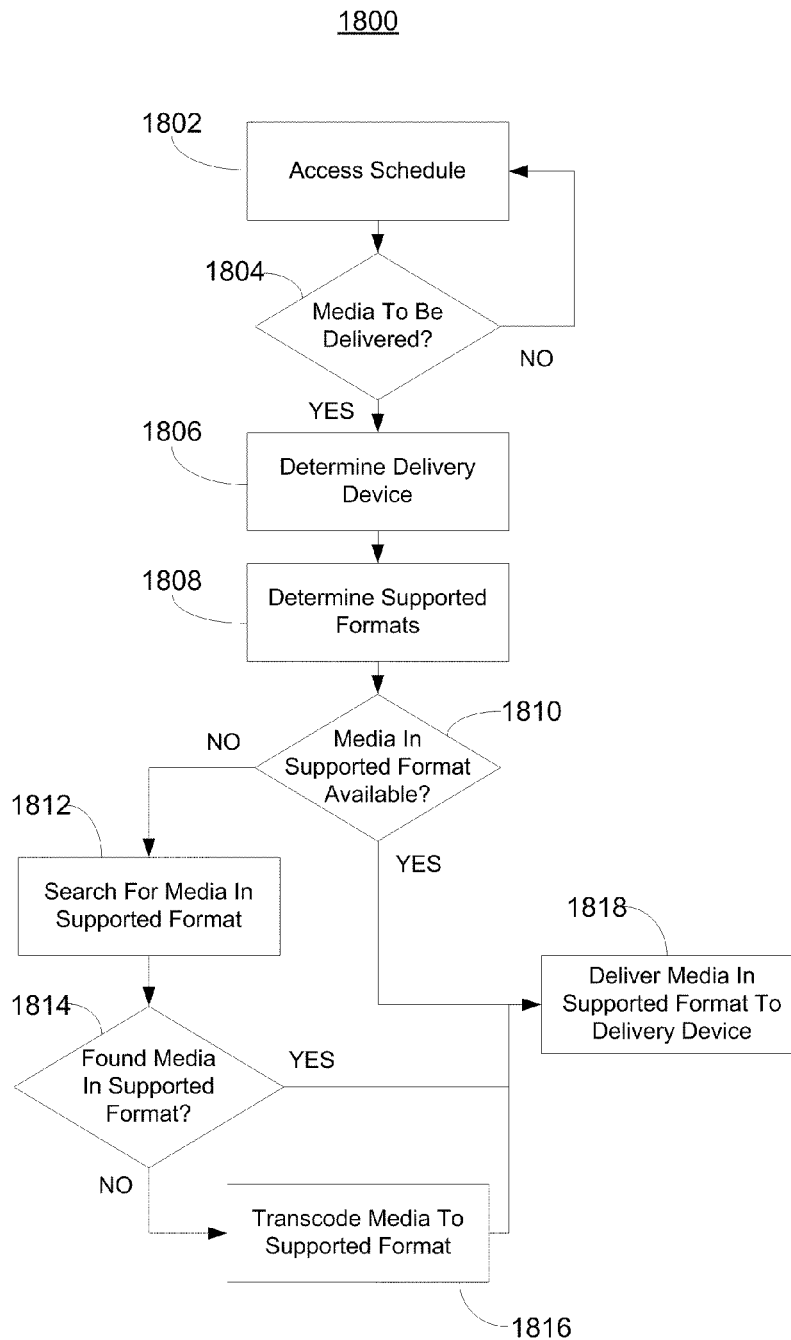 1800
1802
Access Schedule
1804
Media To Be
Delivered?
NO
YES
1806
Determine Delivery
Device
1808
Determine Supported
Formats
1810
NO
Media In
Supported Format
Available?
1812
YES
Search For Media In
Supported Format
1818
Deliver Media In
Supported Format To
Delivery Device
1814
Found Media
In Supported
Format?
YES
NO
Transcode Media To
Supported Format
1816